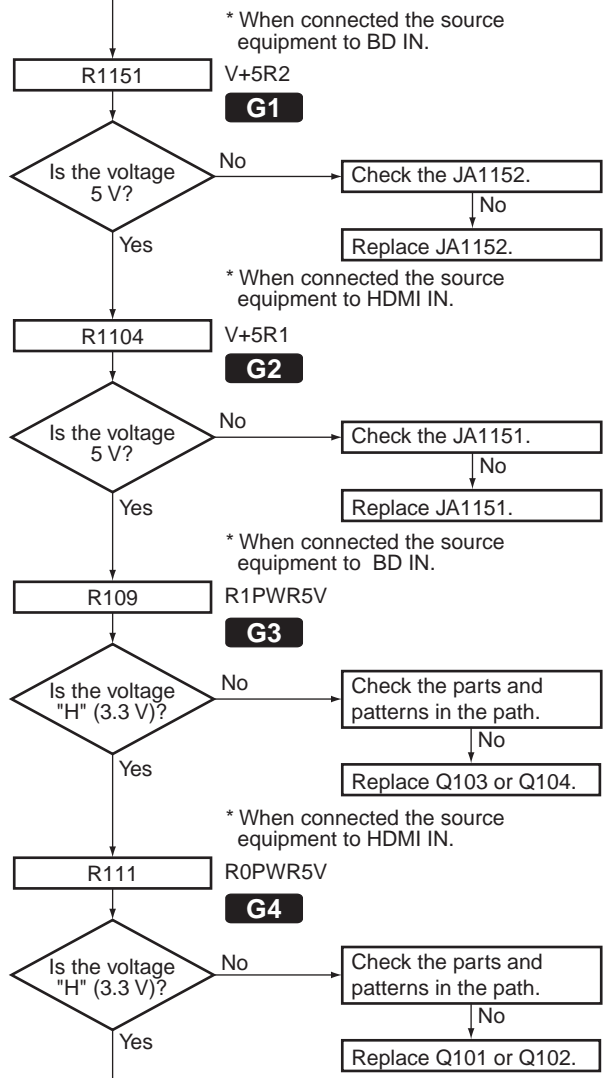 * When connected the source
equipment to BD IN.
R1151
V+5R2
G1
Is the voltage
5 V?
No
Check the JA1152.
No
Replace JA1152.
Yes
* When connected the source
equipment to HDMI IN.
R1104
V+5R1
G2
Is the voltage
5 V?
No
Check the JA1151.
No
Replace JA1151.
Yes
* When connected the source
equipment to  BD IN.
R109
R1PWR5V
G3
Is the voltage
"H" (3.3 V)?
No
Check the parts and
patterns in the path.
No
Replace Q103 or Q104.
Yes
* When connected the source
equipment to HDMI IN.
R111
R0PWR5V
G4
Is the voltage
"H" (3.3 V)?
No
Check the parts and
patterns in the path.
No
Replace Q101 or Q102.
Yes